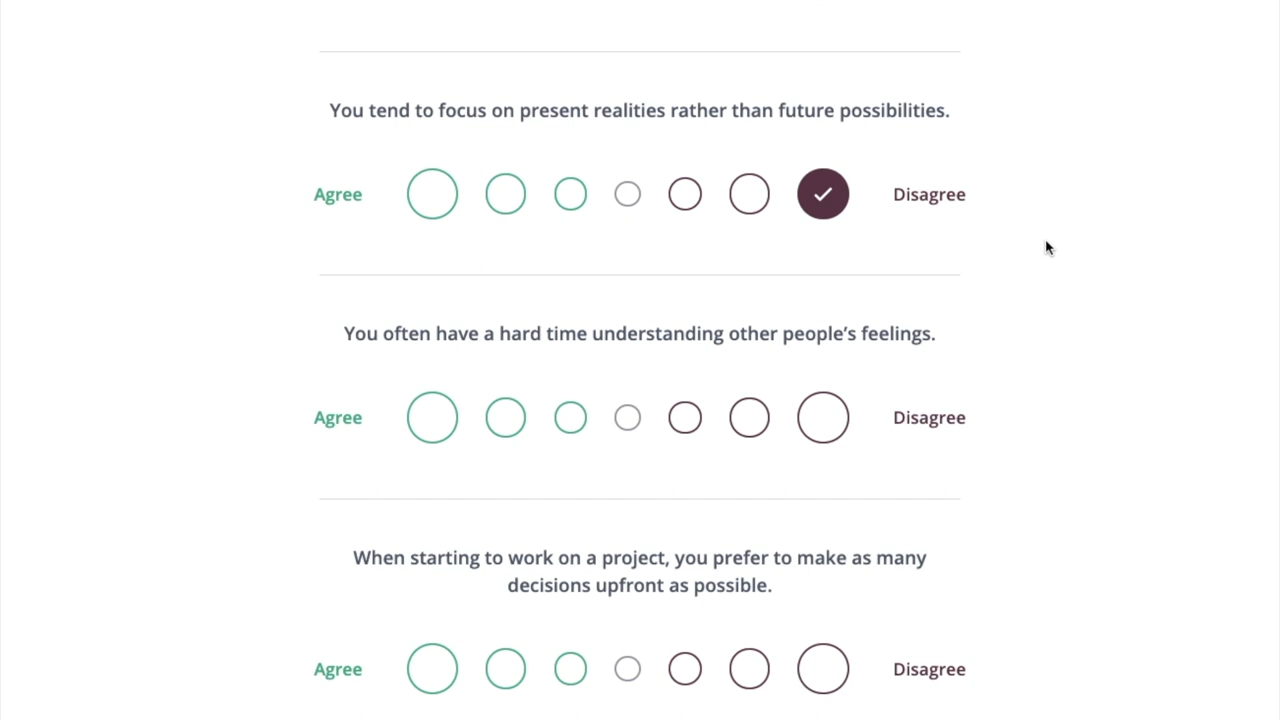 You tend to focus on present realities rather than future possibilities.
Agree Disagree
You often have a hard time understanding other people’s feelings.
Agree Disagree
When starting to work on a project, you prefer to make as many
decisions upfront as possible.
Agree Disagree